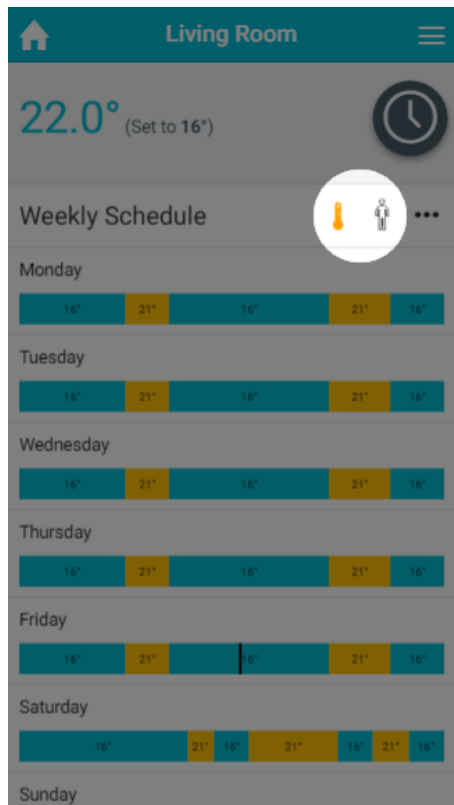 Living Room
22.0° (Set to 16°)
Weekly Schedule
Monday
16° 21° 16° 21° 16°
Tuesday
16° 21° 16° 21° 16°
Wednesday
16° 21° 16° 21° 16°
Thursday
16° 21° 16° 21° 16°
Friday
16° 21° 16° 21° 16°
Saturday
16° 21° 16° 21° 16° 21° 16°
Sunday